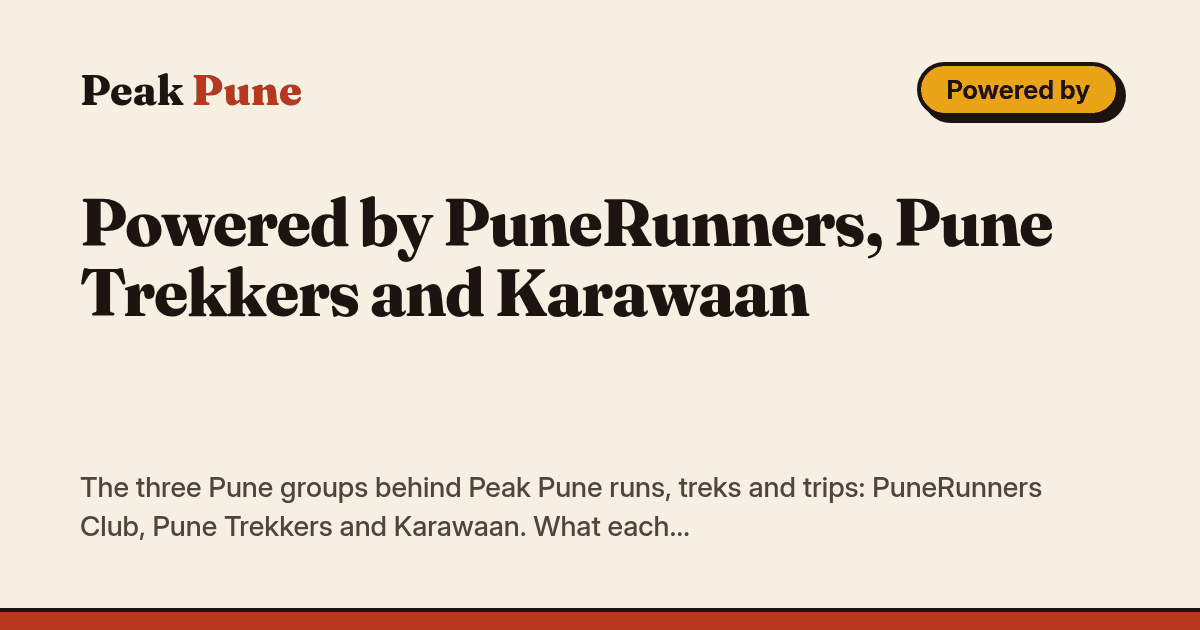 Peak Pune
Powered by
Powered by PuneRunners, Pune
Trekkers and Karawaan
The three Pune groups behind Peak Pune runs, treks and trips: PuneRunners
Club, Pune Trekkers and Karawaan. What each...